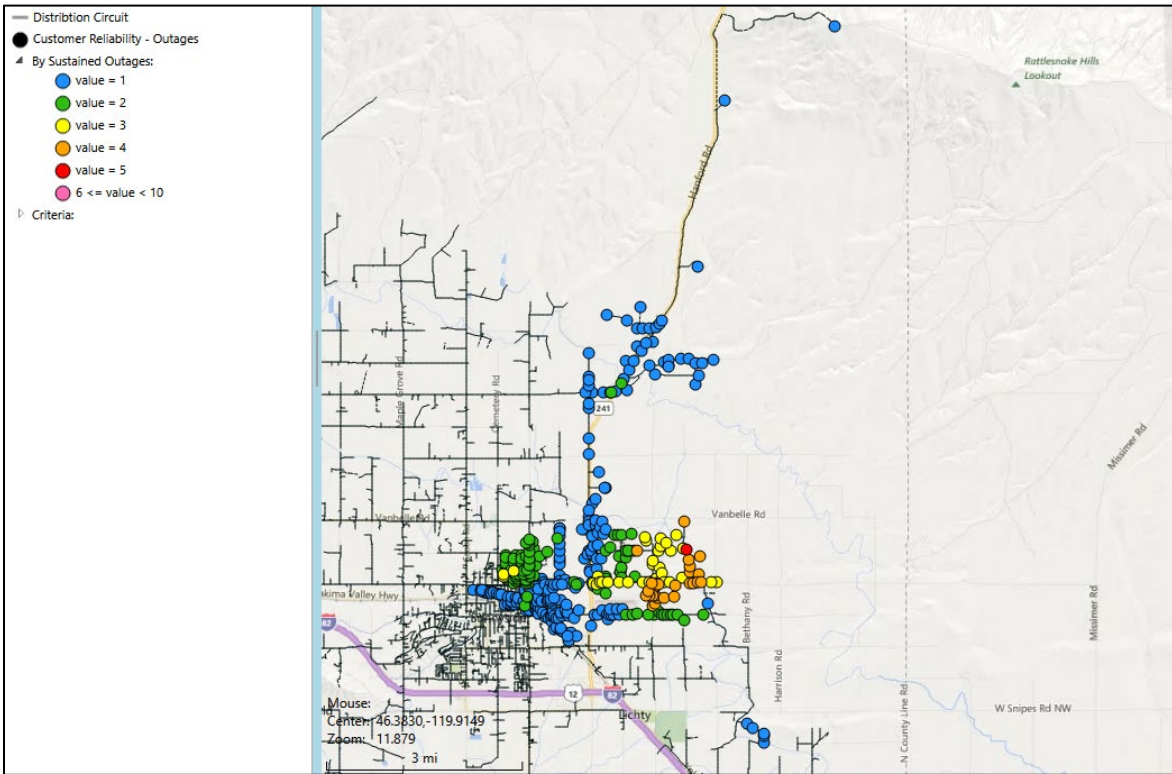 Distribtion Circuit
Customer Reliability - Outages
By Sustained Outages:
value = 1
value = 2
value = 3
value = 4
value = 5
6 <= value < 10
Criteria:
Rattlesnake Hills
Lookout
Hanford Rd
Maple Grove Rd
Cemetery Rd
241
Missimer Rd
Vanbelle Rd
Vanbelle Rd
akima Valley Hwy
82
Bethany Rd
Missimer Rd
Harrison Rd
N County Line Rd
W Snipes Rd NW
12
82
Lichty
Mouse:
Center: 46.3830,-119.9149
Zoom: 11.879
3 mi